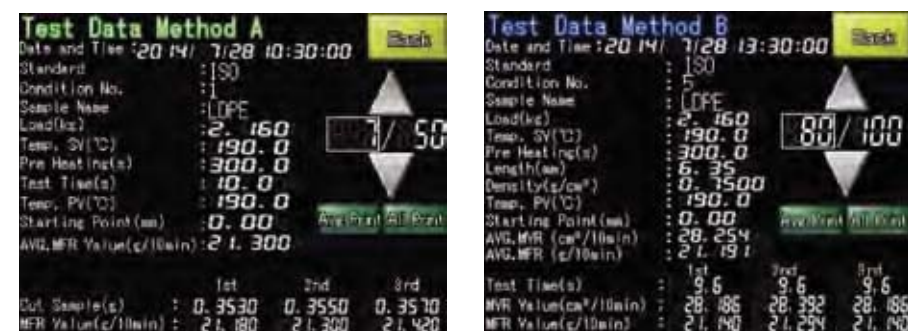 Test Data Method A
Date and Time :2014/ 7/28 10:30:00
Back
Standard :ISO
Condition No. :1
Sample Name :LDPE
Load(kg) :2. 160
7/ 50
Temp. SV(℃) :190. 0
Pre Heating(s) :300. 0
Test Time(s) :10. 0
Temp. PV(℃) :190. 0
Starting Point(mm) :0. 00
Ave.Print All Print
AVG.MFR Value(g/10min) :21. 300
1st 2nd 3rd
Cut Sample(g) : 0. 3530 0. 3550 0. 3570
MFR Value(g/10min) : 21. 180 21. 300 21. 420
Test Data Method B
Date and Time :2014/ 7/28 13:30:00
Back
Standard : ISO
Condition No. : 5
Sample Name : LDPE
Load(kg) : 2. 160
Temp. SV(℃) : 190. 0
80/ 100
Pre Heating(s) : 300. 0
Length(mm) : 6. 35
Density(g/cm³) : 0. 7500
Temp. PV(℃) : 190. 0
Starting Point(mm) : 0. 00
Ave.Print All Print
AVG.MVR (cm³/10min) : 28. 254
AVG.MFR (g/10min) : 21. 191
1st 2nd 3rd
Test Time(s) : 9. 6 9. 6 9. 6
MVR Value(cm³/10min) : 28. 186 28. 392 28. 186
MFR Value(g/10min) : 21. 140 21. 294 21. 140